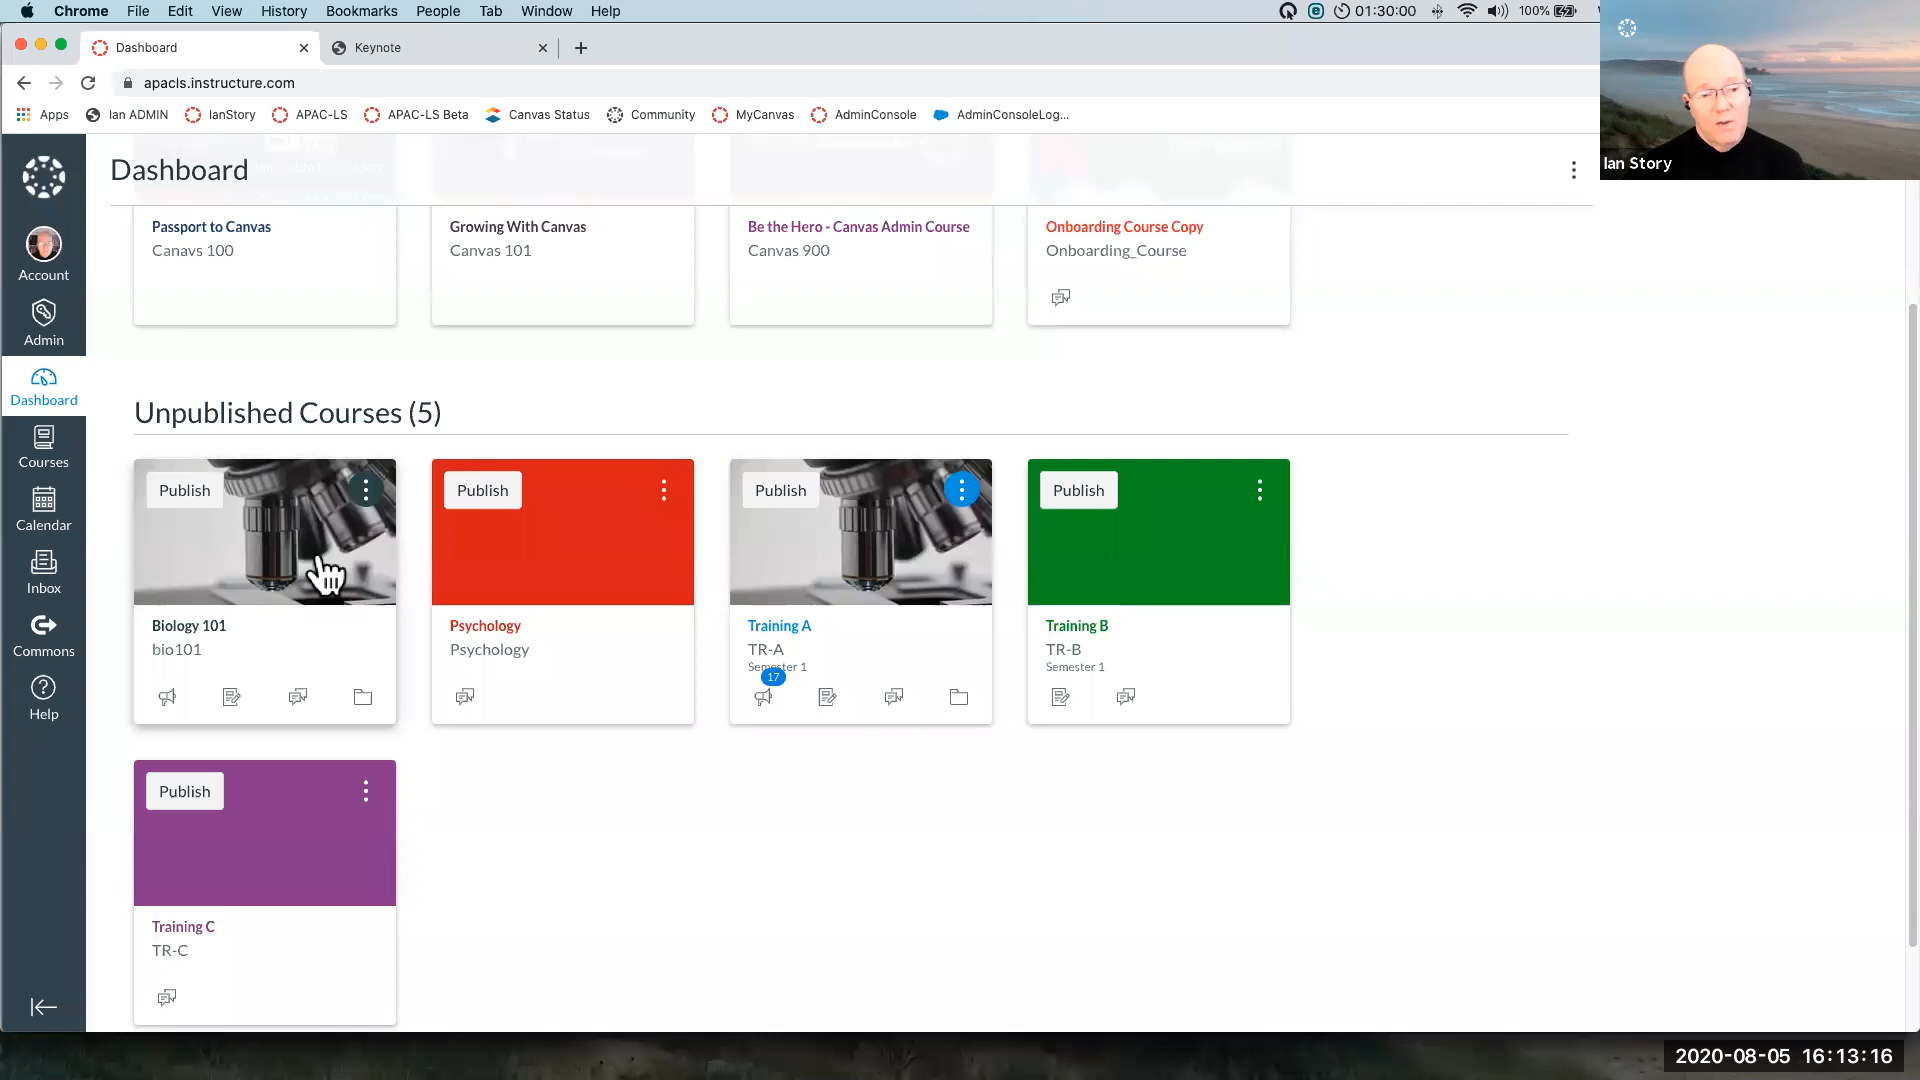 Chrome File Edit View History Bookmarks People Tab Window Help
01:30:00 100%
Dashboard
Keynote
apacls.instructure.com
Apps Ian ADMIN IanStory APAC-LS APAC-LS Beta Canvas Status Community MyCanvas AdminConsole AdminConsoleLog...
Ian Story
Dashboard
Account
Admin
Dashboard
Courses
Calendar
Inbox
Commons
Help
Passport to Canvas
Canavs 100
Growing With Canvas
Canvas 101
Be the Hero - Canvas Admin Course
Canvas 900
Onboarding Course Copy
Onboarding_Course
Unpublished Courses (5)
Publish
Biology 101
bio101
Publish
Psychology
Psychology
Publish
Training A
TR-A
Semester 1
17
Publish
Training B
TR-B
Semester 1
Publish
Training C
TR-C
2020-08-05 16:13:16